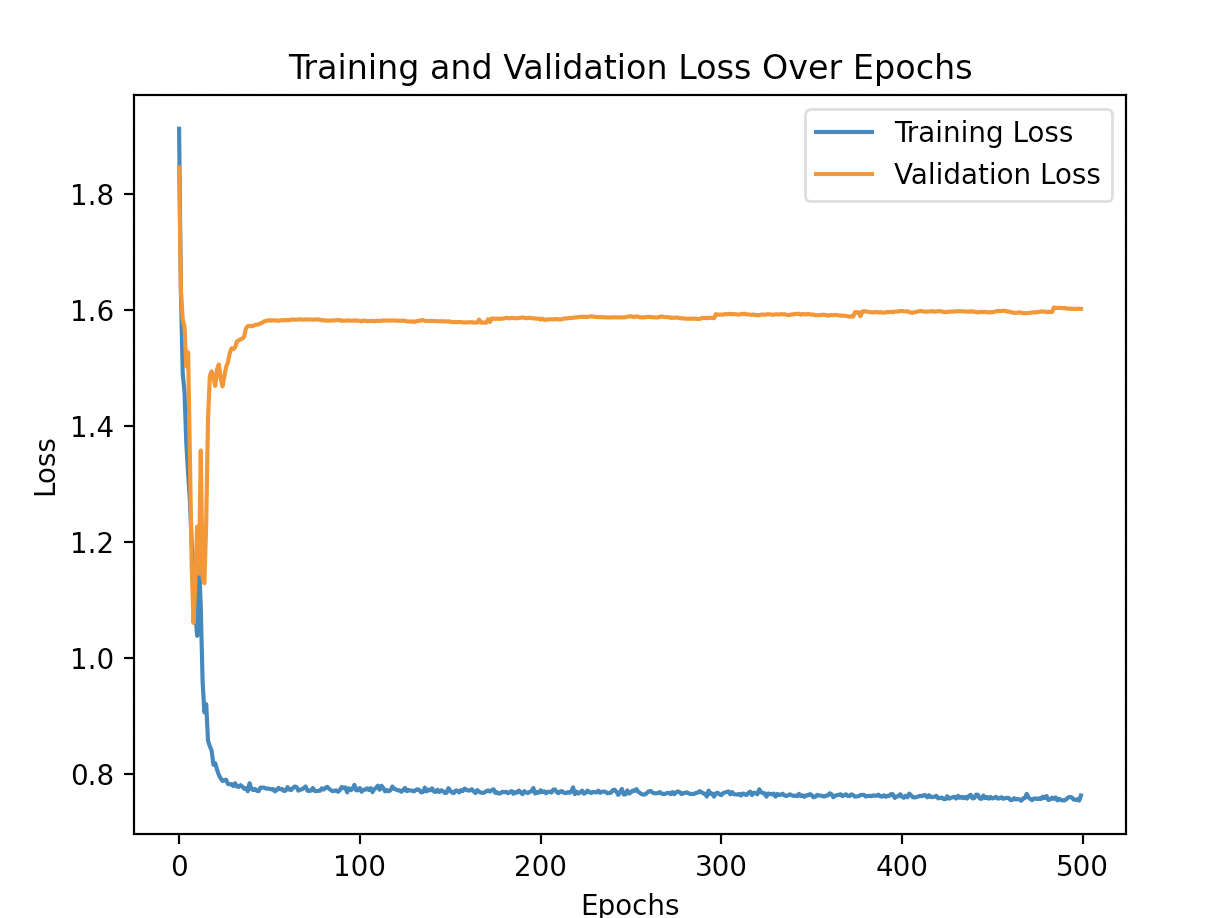 Training and Validation Loss Over Epochs
Training Loss
Validation Loss
Loss
1.8
1.6
1.4
1.2
1.0
0.8
0 100 200 300 400 500
Epochs